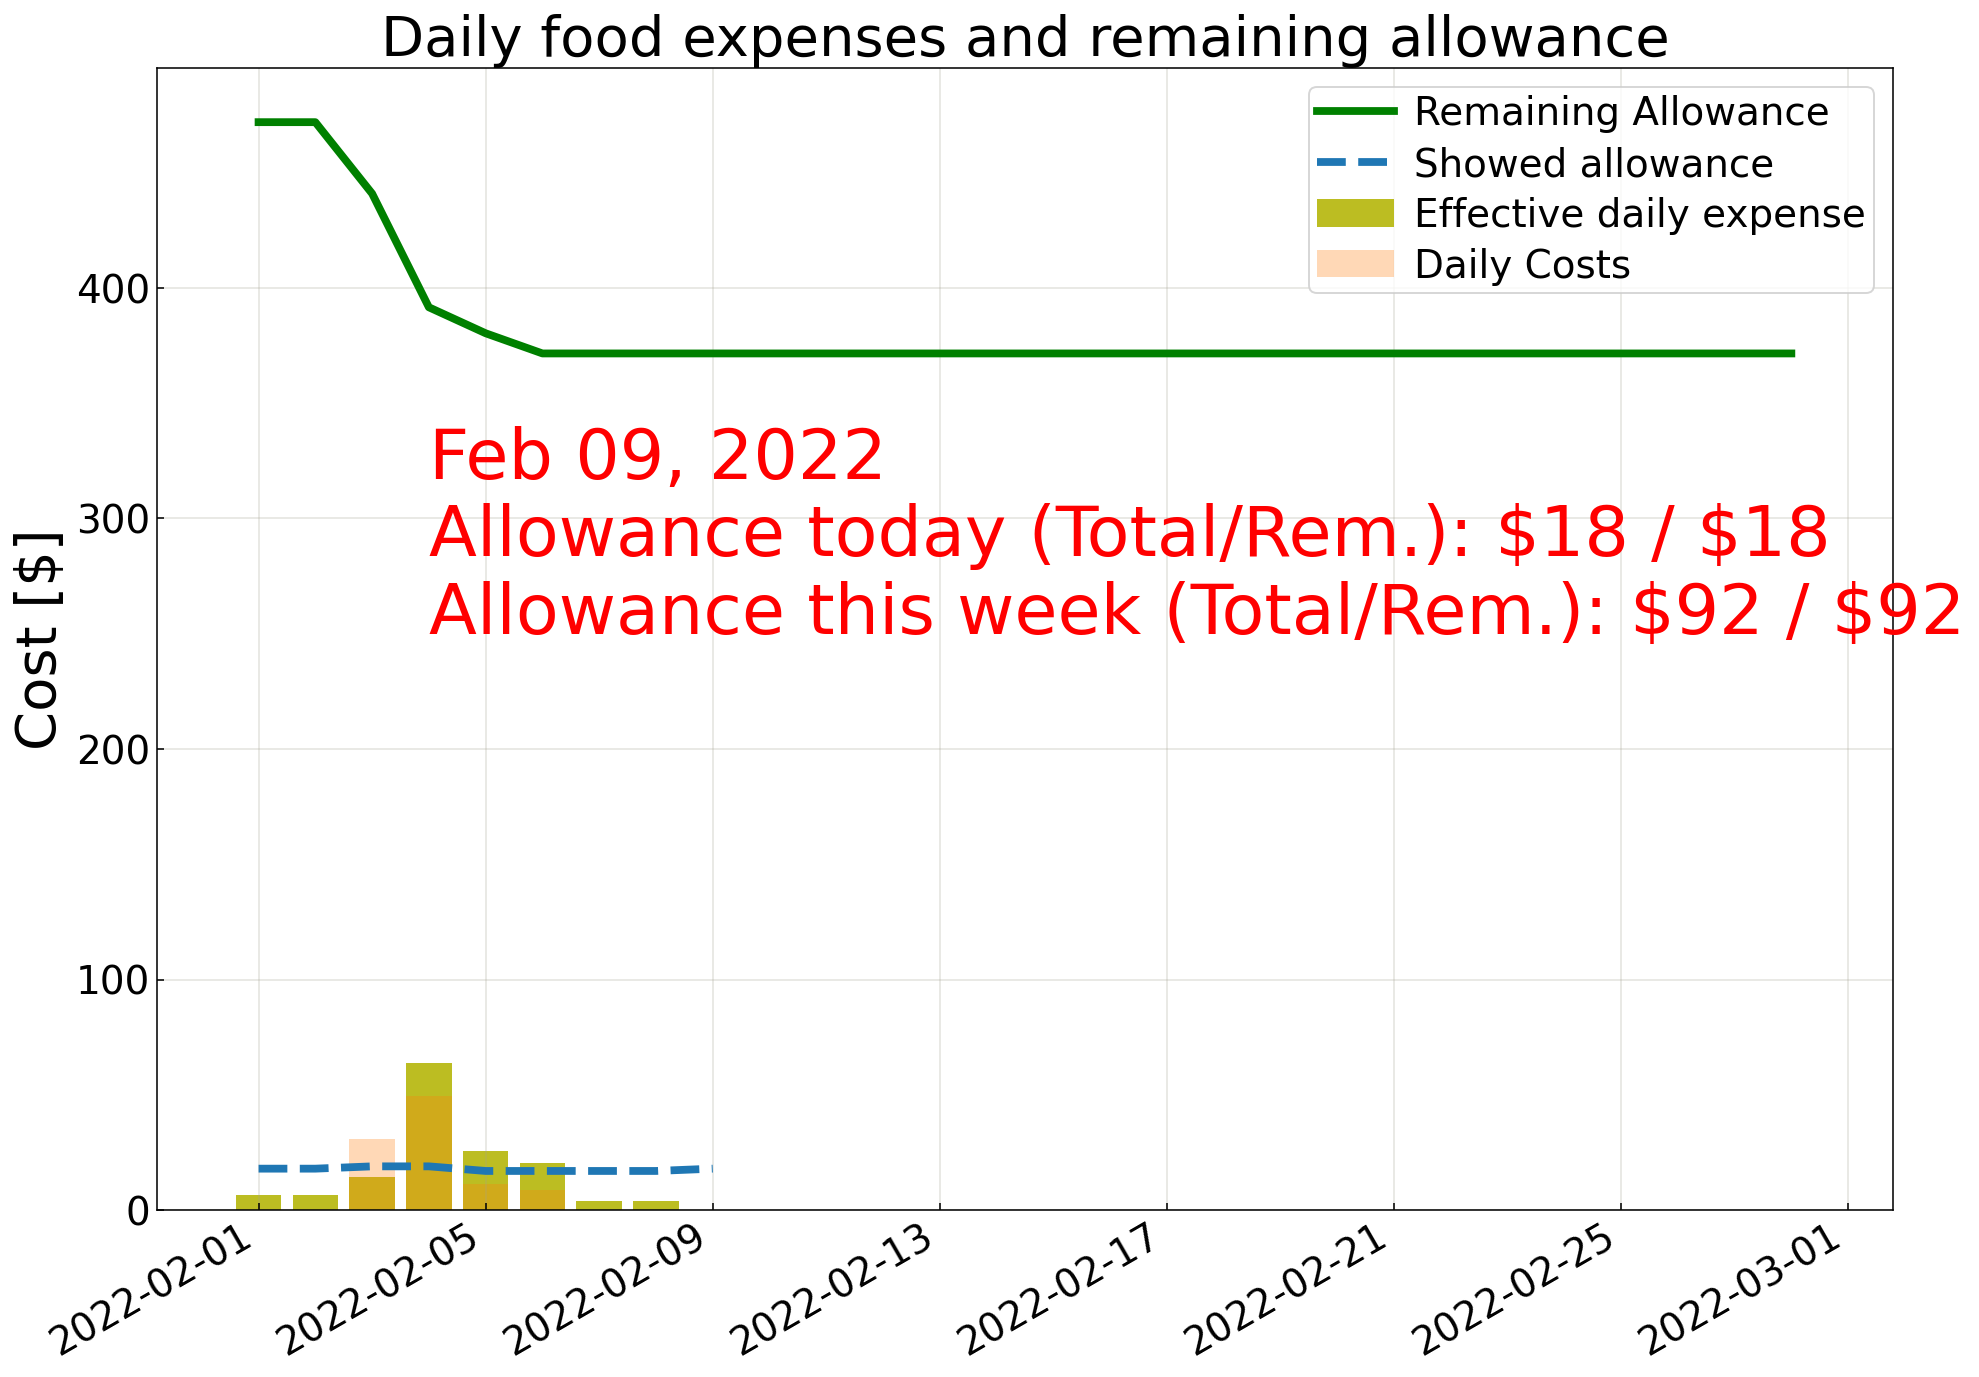 Daily food expenses and remaining allowance
Remaining Allowance
Showed allowance
Effective daily expense
Daily Costs
Cost [$]
400
300
200
100
0
Feb 09, 2022
Allowance today (Total/Rem.): $18 / $18
Allowance this week (Total/Rem.): $92 / $92
2022-02-01
2022-02-05
2022-02-09
2022-02-13
2022-02-17
2022-02-21
2022-02-25
2022-03-01